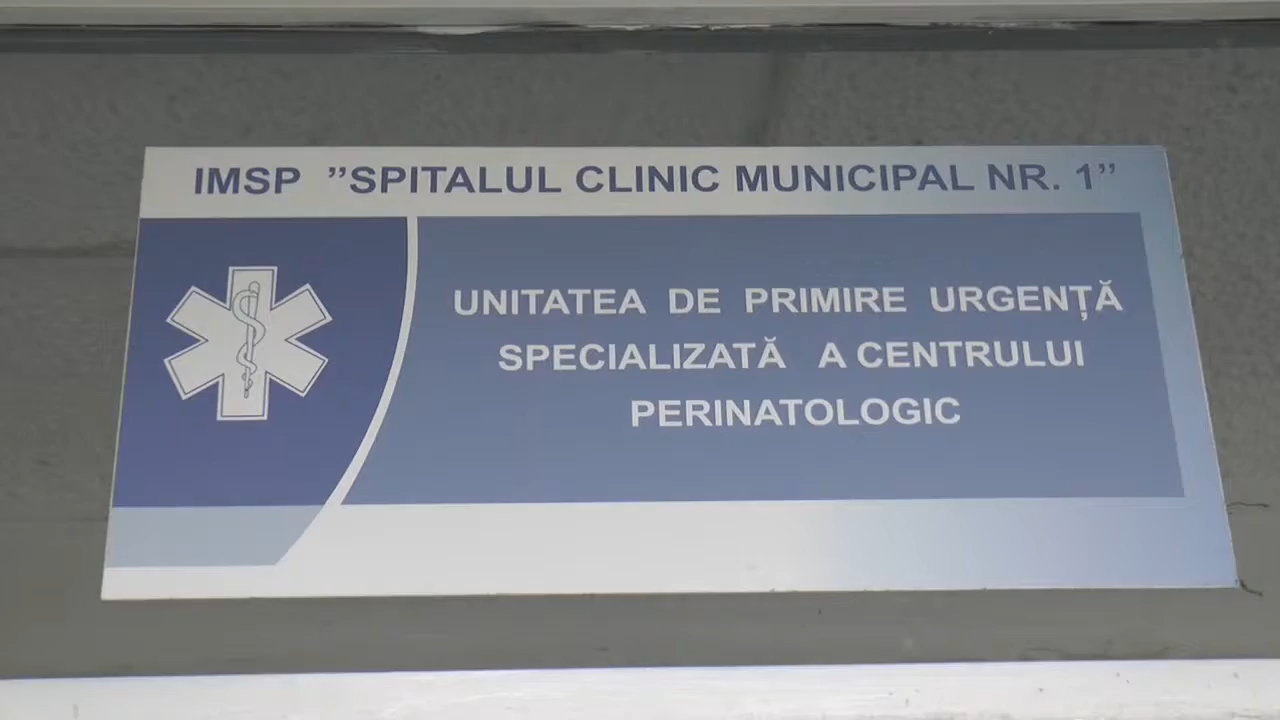 IMSP ”SPITALUL CLINIC MUNICIPAL NR. 1”
UNITATEA DE PRIMIRE URGENȚĂ
SPECIALIZATĂ A CENTRULUI
PERINATOLOGIC